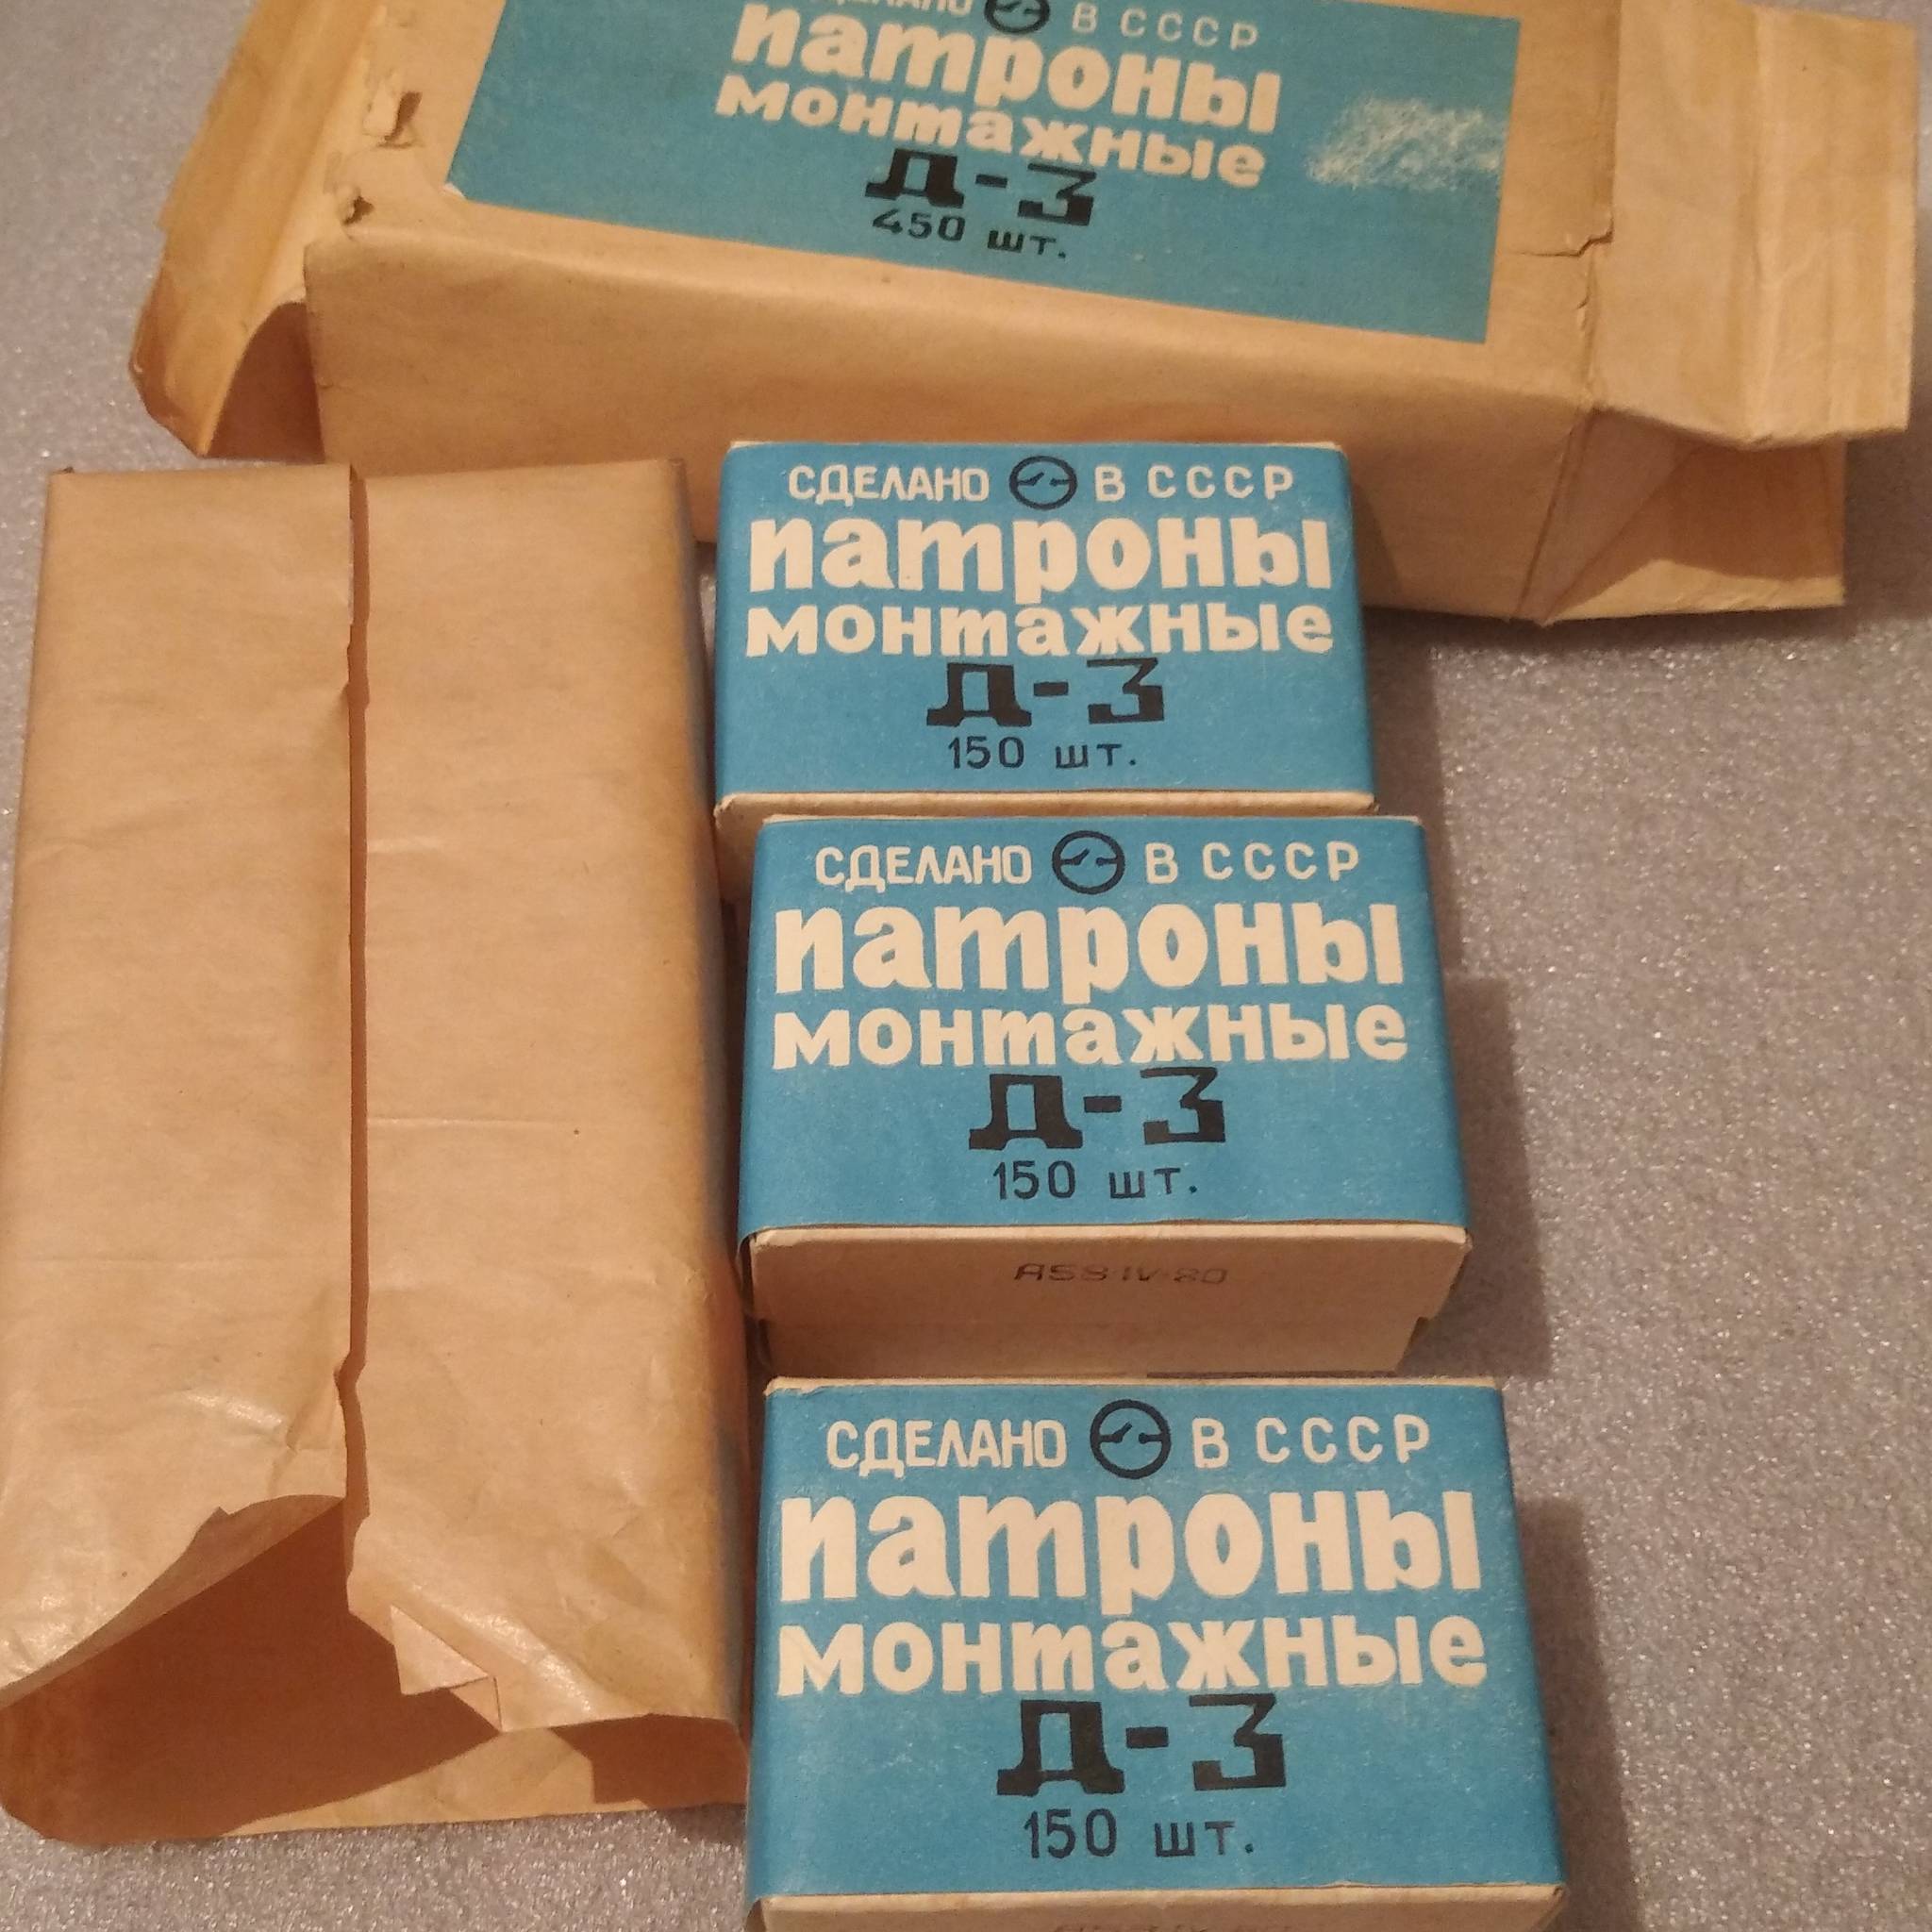 СДЕЛАНО В СССР
патроны
монтажные
Д-3
450 шт.
СДЕЛАНО В СССР
патроны
монтажные
Д-3
150 шт.
СДЕЛАНО В СССР
патроны
монтажные
Д-3
150 шт.
СДЕЛАНО В СССР
патроны
монтажные
Д-3
150 шт.